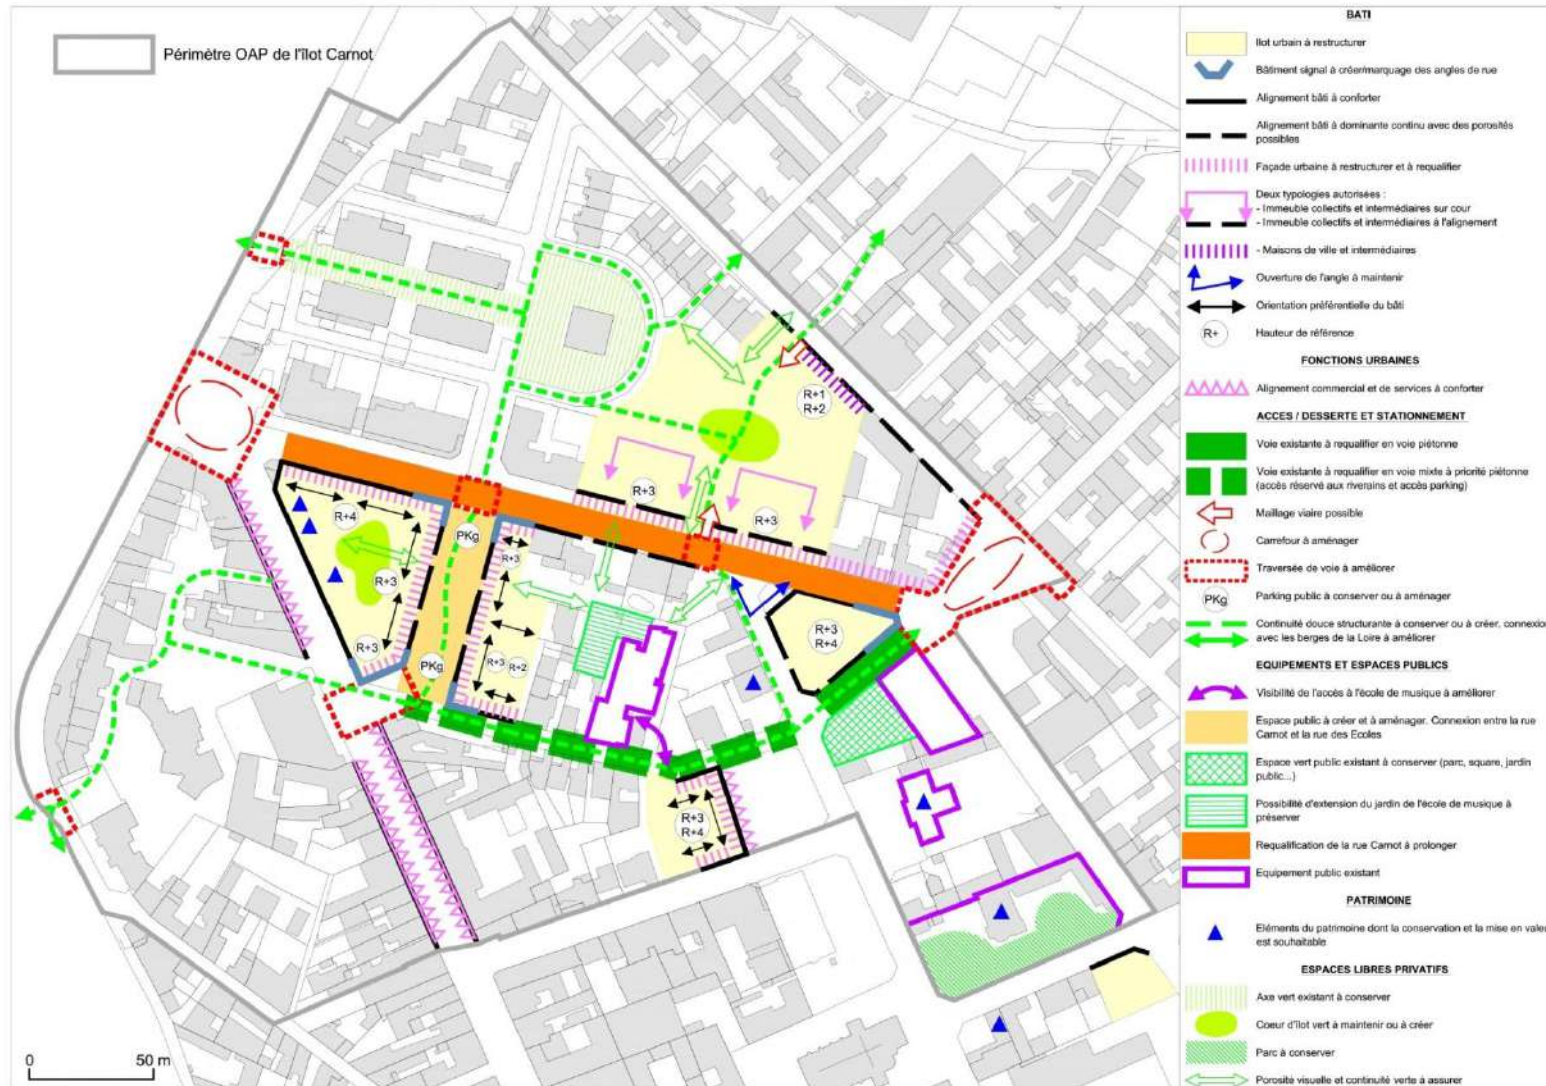 Périmètre OAP de l'îlot Carnot
R+1
R+2
R+3
R+3
R+4
R+3
R+3
PKg
R+3
R+3
R+2
PKg
R+3
R+4
R+3
R+4
0
50 m
BATI
Ilot urbain à restructurer
Bâtiment signal à créer/marquage des angles de rue
Alignement bâti à conforter
Alignement bâti à dominante continu avec des porosités
possibles
Façade urbaine à restructurer et à requalifier
Deux typologies autorisées :
- Immeuble collectifs et intermédiaires sur cour
- Immeuble collectifs et intermédiaires à l'alignement
- Maisons de ville et intermédiaires
Ouverture de l'angle à maintenir
Orientation préférentielle du bâti
R+
Hauteur de référence
FONCTIONS URBAINES
Alignement commercial et de services à conforter
ACCES / DESSERTE ET STATIONNEMENT
Voie existante à requalifier en voie piétonne
Voie existante à requalifier en voie mixte à priorité piétonne
(accès réservé aux riverains et accès parking)
Maillage viaire possible
Carrefour à aménager
Traversée de voie à améliorer
PKg
Parking public à conserver ou à aménager
Continuité douce structurante à conserver ou à créer, connexion
avec les berges de la Loire à améliorer
EQUIPEMENTS ET ESPACES PUBLICS
Visibilité de l'accès à l'école de musique à améliorer
Espace public à créer et à aménager. Connexion entre la rue
Carnot et la rue des Ecoles
Espace vert public existant à conserver (parc, square, jardin
public...)
Possibilité d'extension du jardin de l'école de musique à
préserver
Requalification de la rue Carnot à prolonger
Equipement public existant
PATRIMOINE
Eléments du patrimoine dont la conservation et la mise en vale
est souhaitable
ESPACES LIBRES PRIVATIFS
Axe vert existant à conserver
Coeur d'îlot vert à maintenir ou à créer
Parc à conserver
Porosité visuelle et continuité verte à assurer